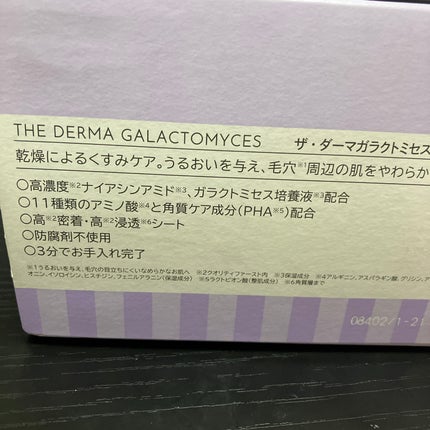 THE DERMA GALACTOMYCES ザ・ダーマガラクトミセス
乾燥によるくすみケア。うるおいを与え、毛穴※1周辺の肌をやわらか
○高濃度※2ナイアシンアミド※3、ガラクトミセス培養液※3配合
○11種類のアミノ酸※4と角質ケア成分(PHA※5)配合
○高※2密着・高※2浸透※6シート
○防腐剤不使用
○3分でお手入れ完了
※1うるおいを与え、毛穴の目立ちにくいなめらかなお肌へ ※2クオリティファースト内 ※3保湿成分 ※4アルギニン、アスパラギン酸、グリシン、ア
オニン、イソロイシン、ヒスチジン、フェニルアラニン(保湿成分) ※5ラクトビオン酸(整肌成分) ※6角質層まで
08402/1-21